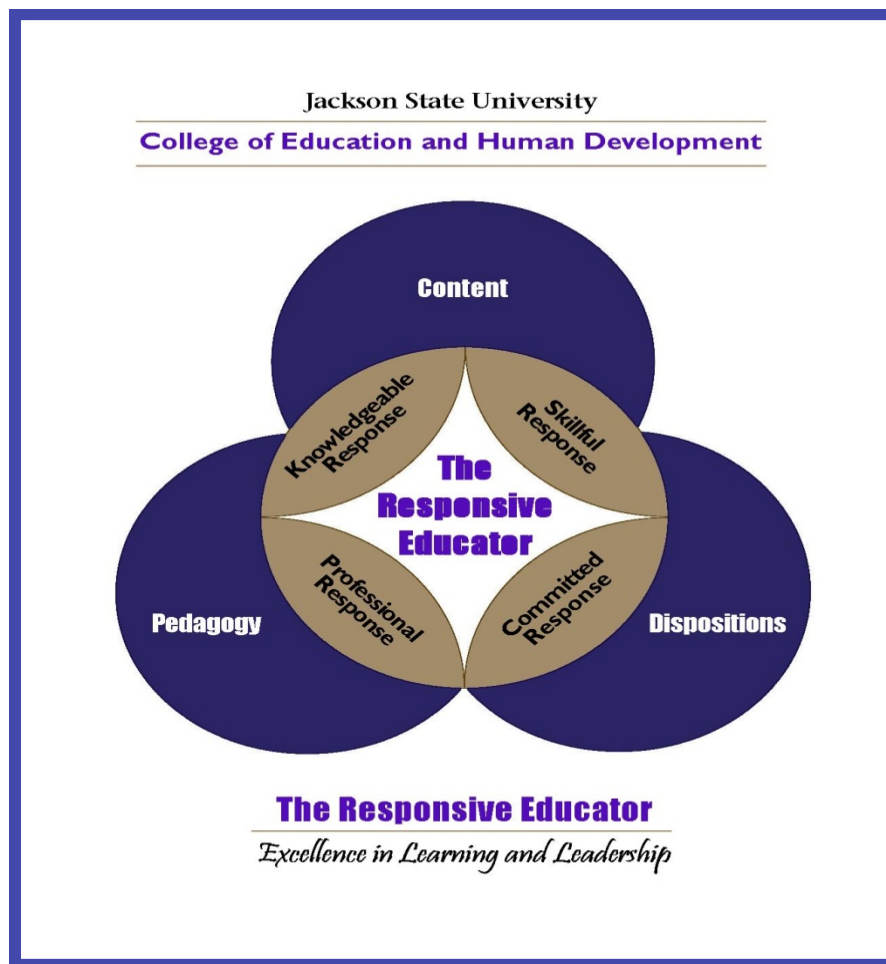 Jackson State University
College of Education and Human Development
Content
Knowledgeable
Response
Skillful
Response
The
Responsive
Educator
Professional
Response
Committed
Response
Pedagogy
Dispositions
The Responsive Educator
Excellence in Learning and Leadership